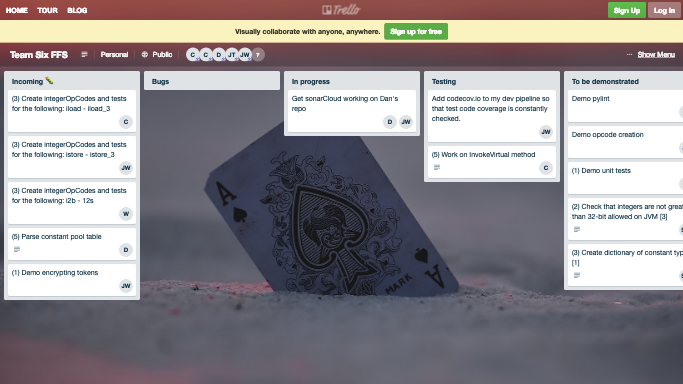 HOME TOUR BLOG Trello Sign Up Log In
Visually collaborate with anyone, anywhere. Sign up for free
Team Six FFS Personal Public C C D JT JW 7 ... Show Menu
Incoming
(3) Create integerOpCodes and tests
for the following: iload - iload_3
C
(3) Create integerOpCodes and tests
for the following: istore - istore_3
JW
(3) Create integerOpCodes and tests
for the following: i2b - 12s
W
(5) Parse constant pool table
D
(1) Demo encrypting tokens
JW
Bugs
In progress
Get sonarCloud working on Dan's
repo
D JW
Testing
Add codecov.io to my dev pipeline so
that test code coverage is constantly
checked.
JW
(5) Work on InvokeVirtual method
C
To be demonstrated
Demo pylint
Demo opcode creation
(1) Demo unit tests
(2) Check that integers are not
than 32-bit allowed on JVM [3]
(3) Create dictionary of constant
[1]
A
MARK
A